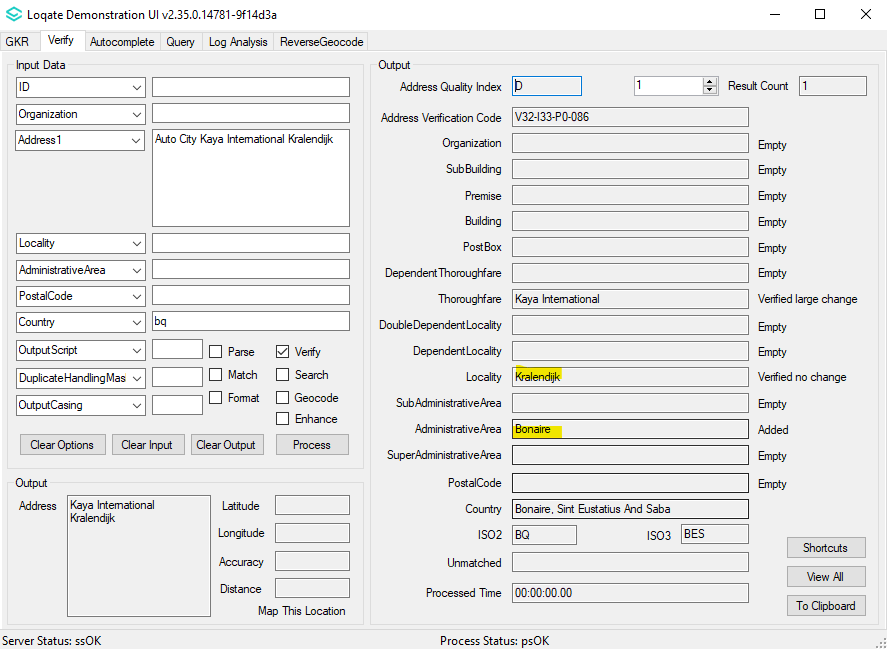 Loqate Demonstration UI v2.35.0.14781-9f14d3a
GKR Verify Autocomplete Query Log Analysis ReverseGeocode
Input Data
ID
Organization
Address1 Auto City Kaya International Kralendijk
Locality
AdministrativeArea
PostalCode
Country bq
OutputScript Parse Verify
DuplicateHandlingMas Match Search
OutputCasing Format Geocode
Enhance
Clear Options Clear Input Clear Output Process
Output
Address Kaya International
Kralendijk
Latitude
Longitude
Accuracy
Distance
Map This Location
Output
Address Quality Index D 1 Result Count 1
Address Verification Code V32-I33-P0-086
Organization Empty
SubBuilding Empty
Premise Empty
Building Empty
PostBox Empty
DependentThoroughfare Empty
Thoroughfare Kaya International Verified large change
DoubleDependentLocality Empty
DependentLocality Empty
Locality Kralendijk Verified no change
SubAdministrativeArea Empty
AdministrativeArea Bonaire Added
SuperAdministrativeArea Empty
PostalCode Empty
Country Bonaire, Sint Eustatius And Saba
ISO2 BQ ISO3 BES
Unmatched
Processed Time 00:00:00.00
Shortcuts
View All
To Clipboard
Server Status: ssOK Process Status: psOK